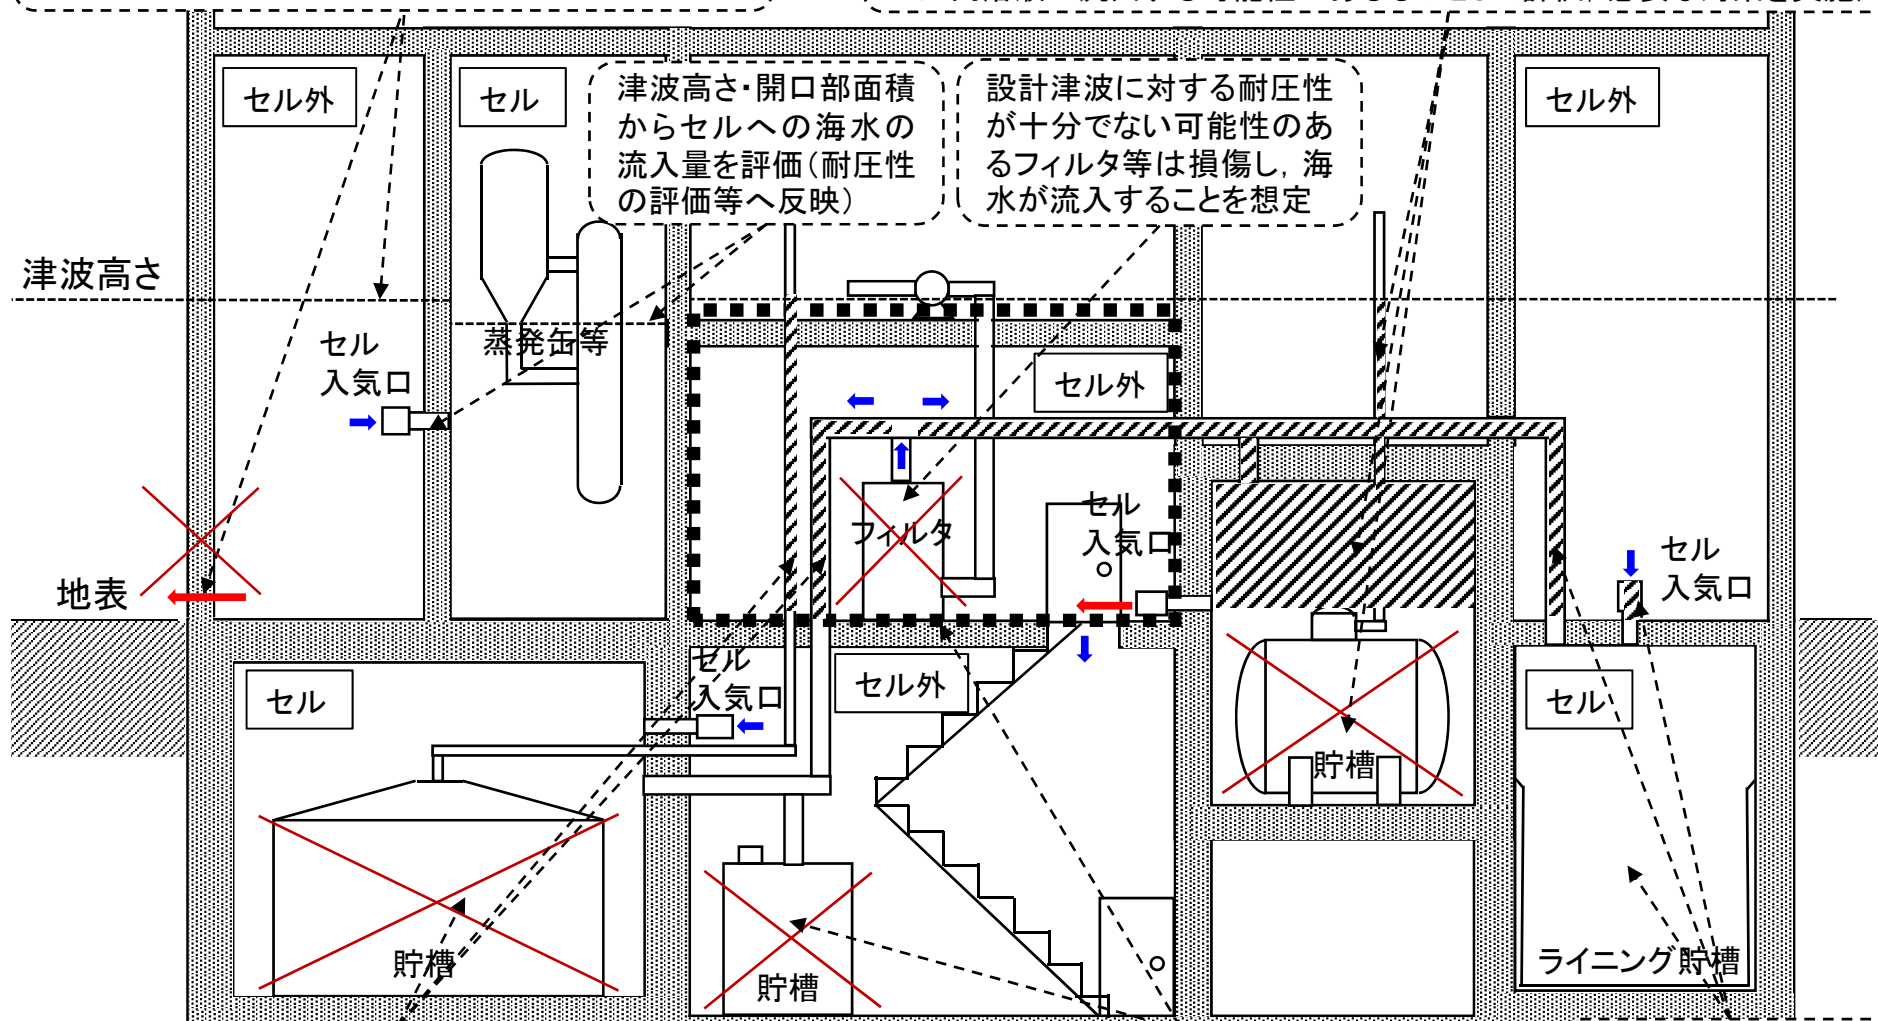 セル外
セル
津波高さ・開口部面積
からセルへの海水の
流入量を評価（耐圧性
の評価等へ反映）
設計津波に対する耐圧性
が十分でない可能性のあ
るフィルタ等は損傷し，海
水が流入することを想定
セル外
津波高さ
セル
入気口
蒸発缶等
セル外
フィルタ
セル
入気口
セル
入気口
地表
セル
セル
入気口
セル外
セル
貯槽
貯槽
貯槽
ライニング貯槽